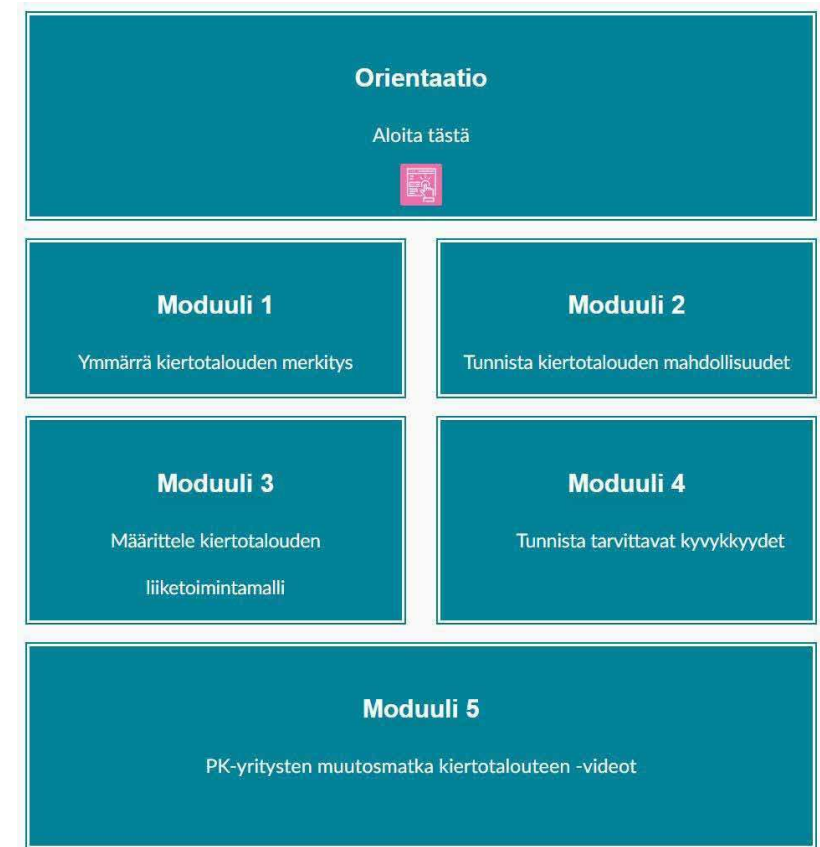 Orientaatio
Aloita tästä
Moduuli 1
Ymmärrä kiertotalouden merkitys
Moduuli 2
Tunnista kiertotalouden mahdollisuudet
Moduuli 3
Määrittele kiertotalouden
liiketoimintamalli
Moduuli 4
Tunnista tarvittavat kyvykkyydet
Moduuli 5
PK-yritysten muutosmatka kiertotalouteen -videot